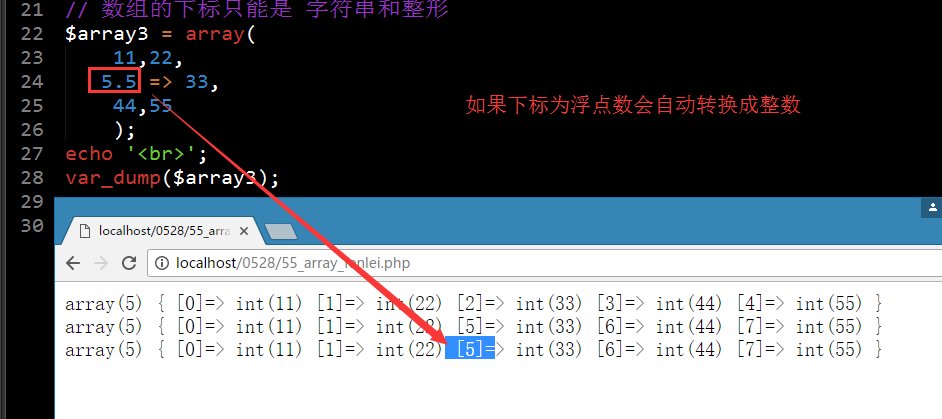 21 // 数组的下标只能是 字符串和整形
22 $array3 = array(
23 11,22,
24 5.5 => 33,
如果下标为浮点数会自动转换成整数
25 44,55
26 );
27 echo '<br>';
28 var_dump($array3);
29
30
localhost/0528/55_arra
localhost/0528/55_array_fenlei.php
array(5) { [0]=> int(11) [1]=> int(22) [2]=> int(33) [3]=> int(44) [4]=> int(55) }
array(5) { [0]=> int(11) [1]=> int(22) [5]=> int(33) [6]=> int(44) [7]=> int(55) }
array(5) { [0]=> int(11) [1]=> int(22) [5]=> int(33) [6]=> int(44) [7]=> int(55) }